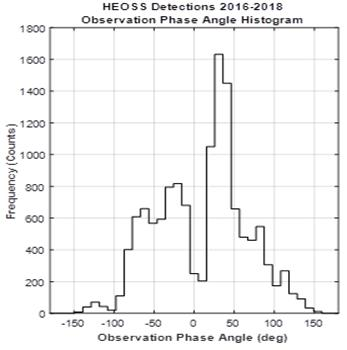 HEOSS Detections 2016-2018
Observation Phase Angle Histogram
1800
1600
1400
1200
1000
800
600
400
200
0
Frequency (Counts)
-150 -100 -50 0 50 100 150
Observation Phase Angle (deg)